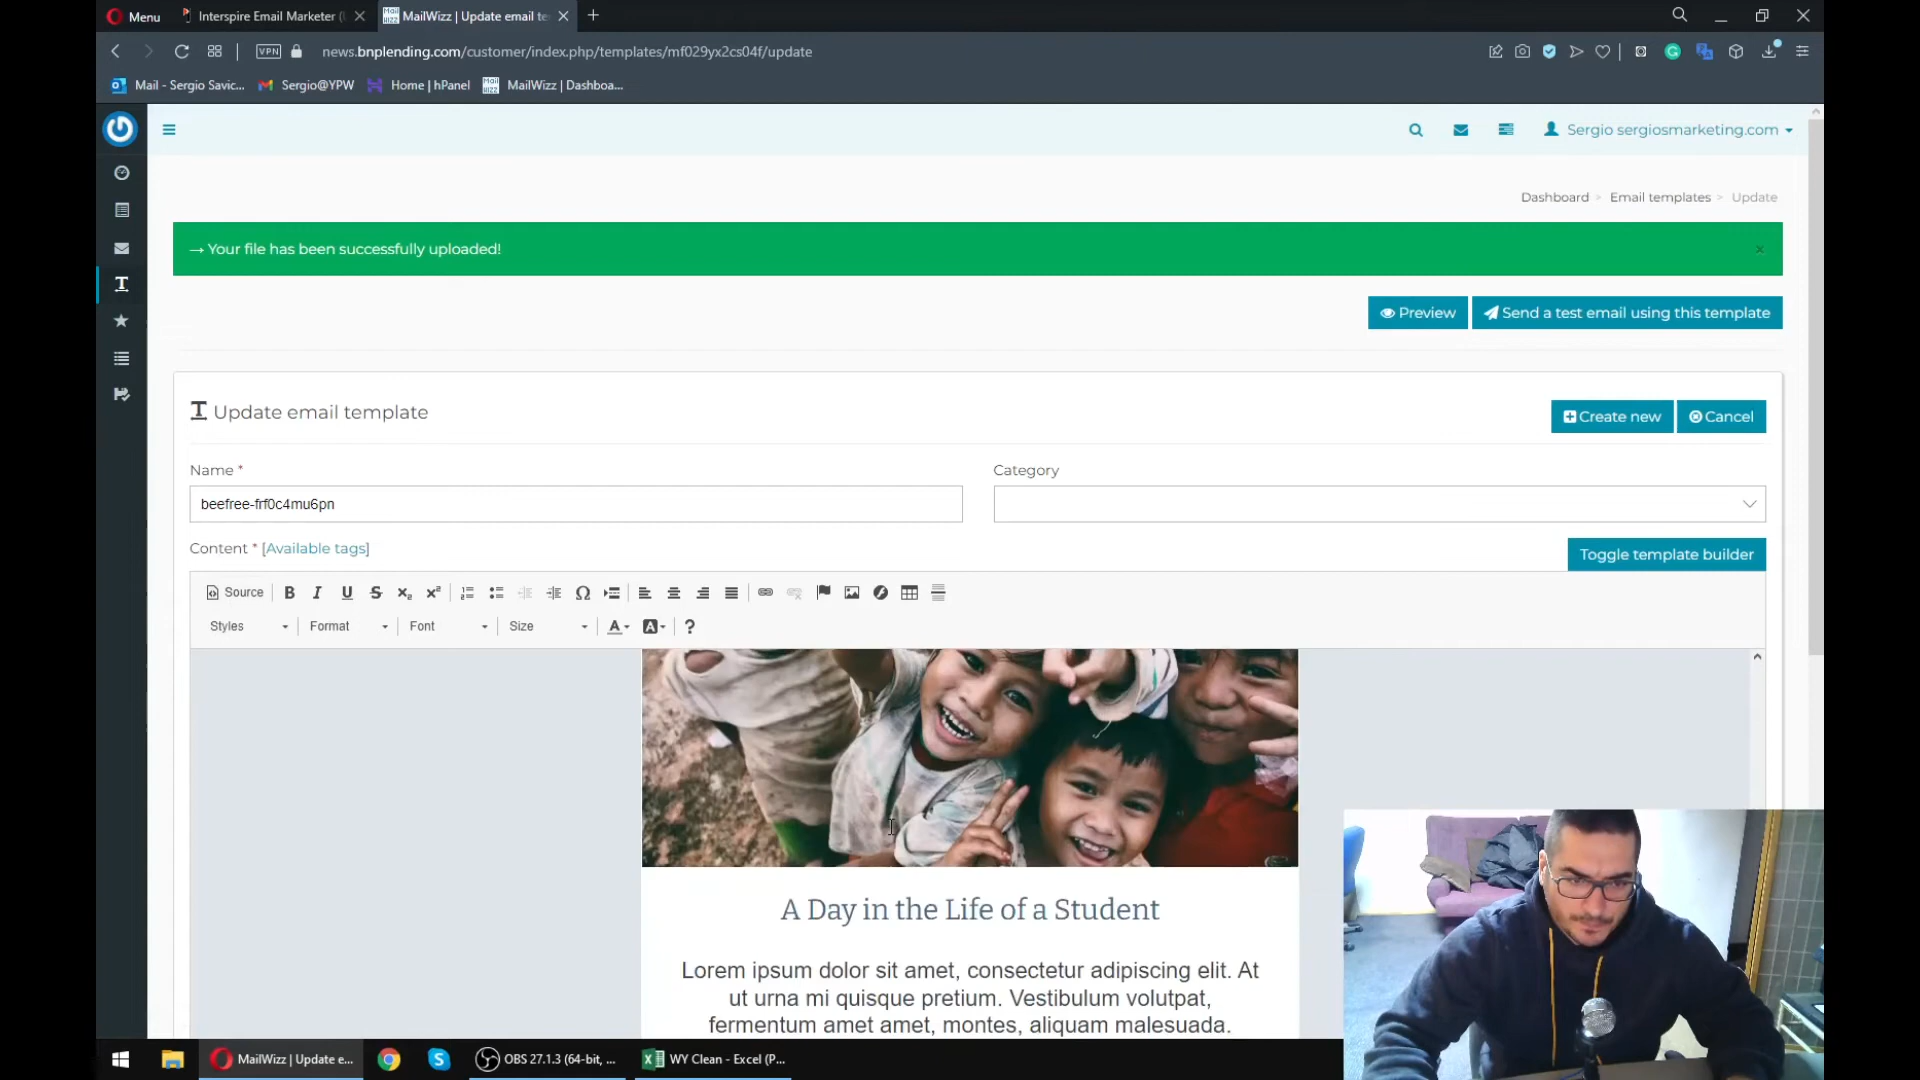 Menu
Interspire Email Marketer (
MailWizz | Update email te
VPN
news.bnplending.com/customer/index.php/templates/mf029yx2cs04f/update
Mail - Sergio Savic...
Sergio@YPW
Home | hPanel
MailWizz | Dashboa...
Sergio sergiosmarketing.com
Dashboard > Email templates > Update
→ Your file has been successfully uploaded!
×
Preview
Send a test email using this template
Update email template
Create new
Cancel
Name *
Category
beefree-frf0c4mu6pn
Content * [Available tags]
Toggle template builder
Source
Styles
Format
Font
Size
A Day in the Life of a Student
Lorem ipsum dolor sit amet, consectetur adipiscing elit. At
ut urna mi quisque pretium. Vestibulum volutpat,
fermentum amet amet, montes, aliquam malesuada.
MailWizz | Update e...
OBS 27.1.3 (64-bit, ...
WY Clean - Excel (P...